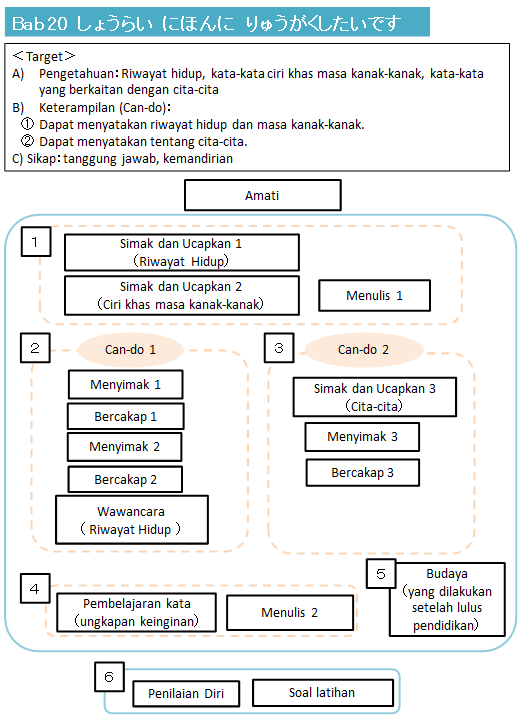 Bab 20 しょうらい にほんに りゅうがくしたいです
＜Target＞
A) Pengetahuan：Riwayat hidup, kata-kata ciri khas masa kanak-kanak, kata-kata
yang berkaitan dengan cita-cita
B) Keterampilan (Can-do)：
① Dapat menyatakan riwayat hidup dan masa kanak-kanak.
② Dapat menyatakan tentang cita-cita.
C) Sikap：tanggung jawab, kemandirian
Amati
1
Simak dan Ucapkan 1
（Riwayat Hidup）
Simak dan Ucapkan 2
（Ciri khas masa kanak-kanak）
Menulis 1
2
Can-do 1
Menyimak 1
Bercakap 1
Menyimak 2
Bercakap 2
Wawancara
（ Riwayat Hidup ）
3
Can-do 2
Simak dan Ucapkan 3
（Cita-cita）
Menyimak 3
Bercakap 3
4
Pembelajaran kata
（ungkapan keinginan）
Menulis 2
5
Budaya
（yang dilakukan
setelah lulus
pendidikan）
6
Penilaian Diri
Soal latihan